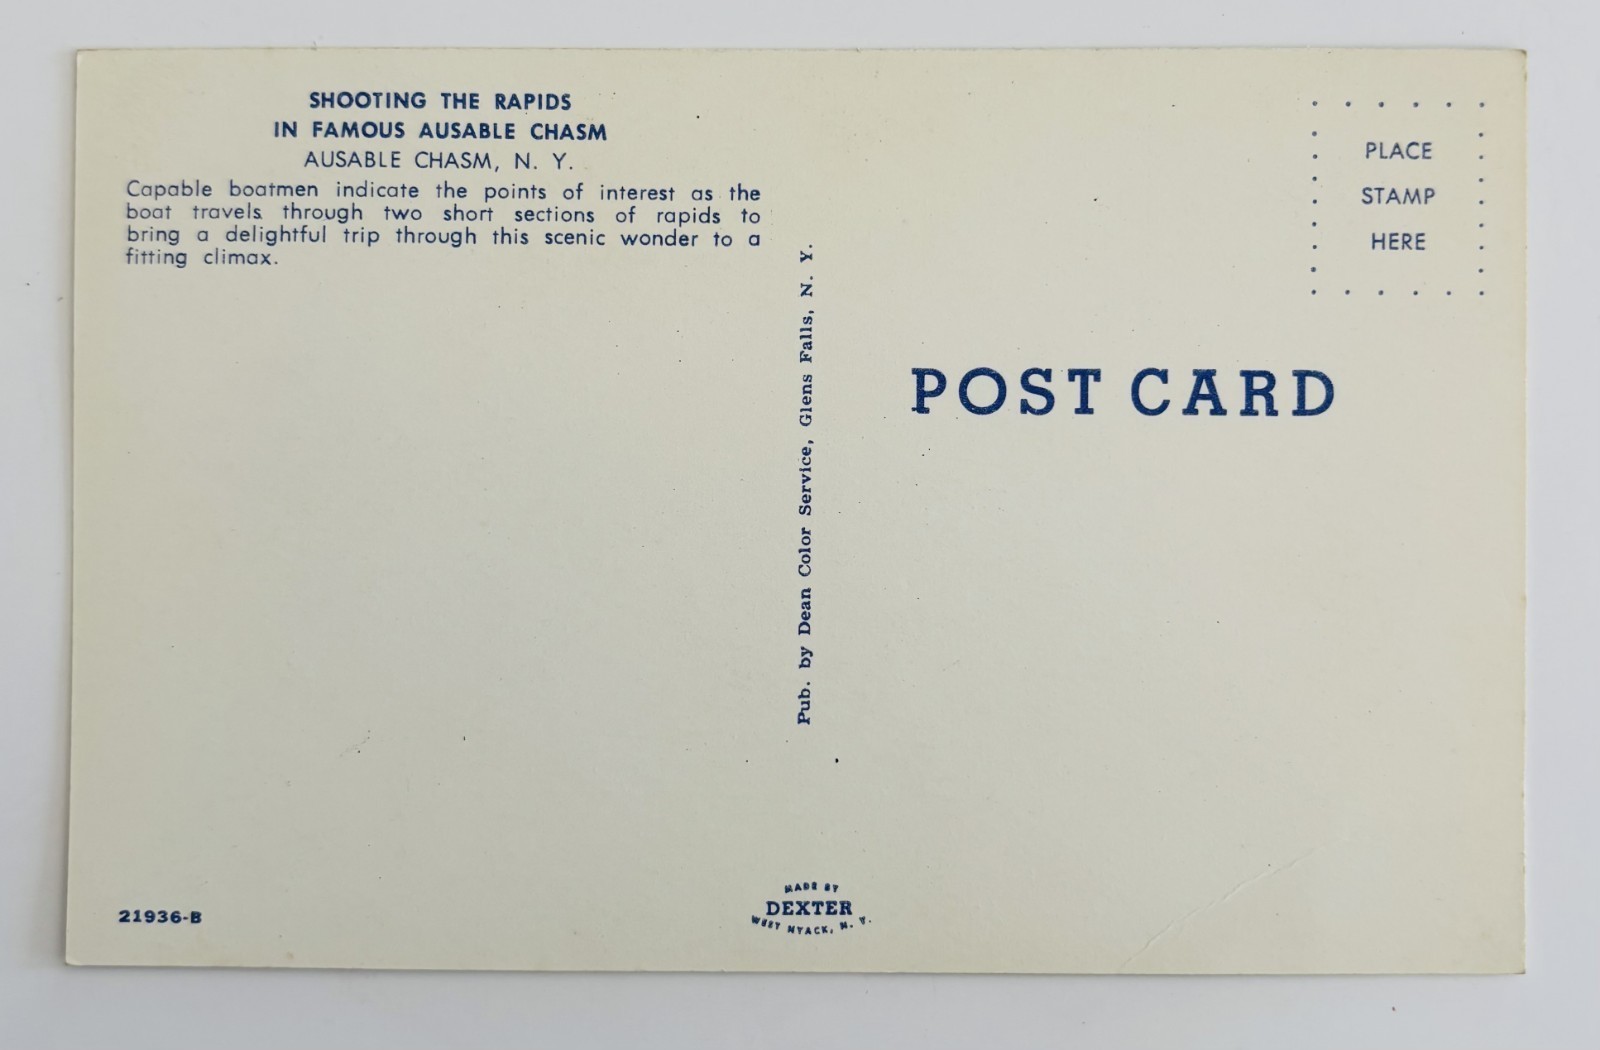 SHOOTING THE RAPIDS
IN FAMOUS AUSABLE CHASM
AUSABLE CHASM, N. Y.
Capable boatmen indicate the points of interest as the
boat travels through two short sections of rapids to
bring a delightful trip through this scenic wonder to a
fitting climax.
21936-B
Pub. by Dean Color Service, Glens Falls, N. Y.
MADE BY
DEXTER
WEST NYACK, N. Y.
PLACE
STAMP
HERE
POST CARD